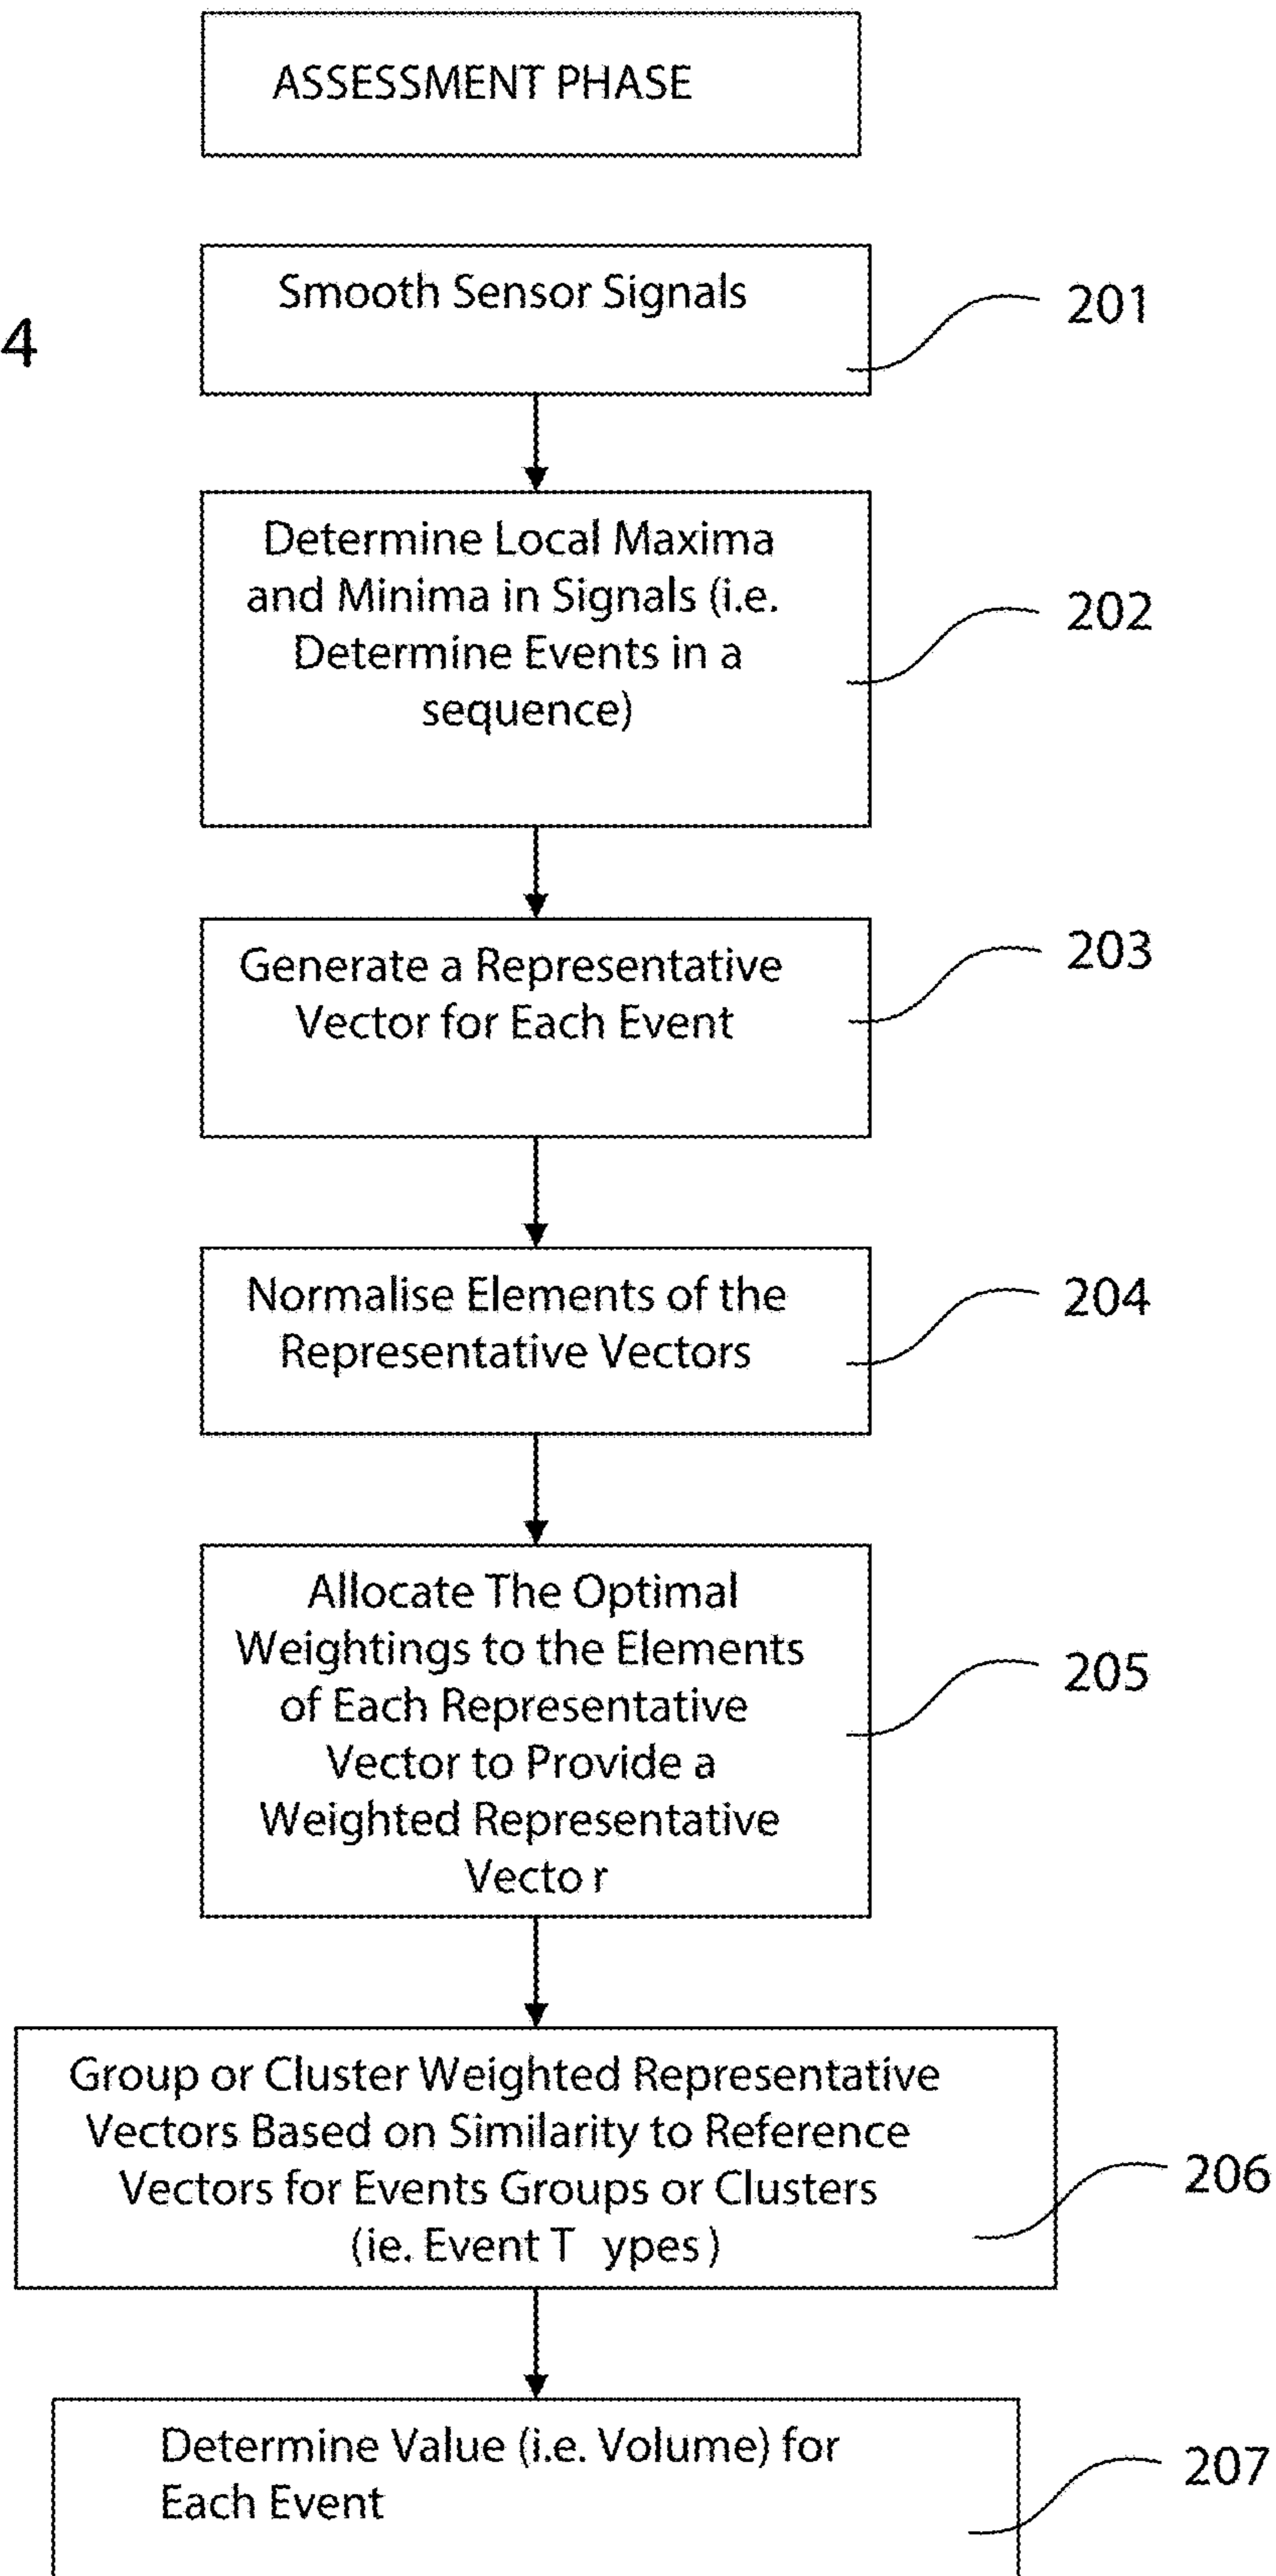 ASSESSMENT PHASE
4
Smooth Sensor Signals
201
Determine Local Maxima
and Minima in Signals (i.e.
Determine Events in a
sequence)
202
Generate a Representative
Vector for Each Event
203
Normalise Elements of the
Representative Vectors
204
Allocate The Optimal
Weightings to the Elements
of Each Representative
Vector to Provide a
Weighted Representative
Vecto r
205
Group or Cluster Weighted Representative
Vectors Based on Similarity to Reference
Vectors for Events Groups or Clusters
(ie. Event T ypes )
206
Determine Value (i.e. Volume) for
Each Event
207